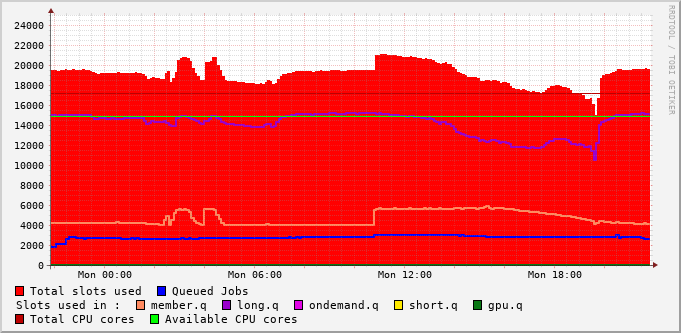 RRDTOOL / TOBI OETIKER
24000
22000
20000
18000
16000
14000
12000
10000
8000
6000
4000
2000
0
Mon 00:00 Mon 06:00 Mon 12:00 Mon 18:00
Total slots used Queued Jobs
Slots used in : member.q long.q ondemand.q short.q gpu.q
Total CPU cores Available CPU cores